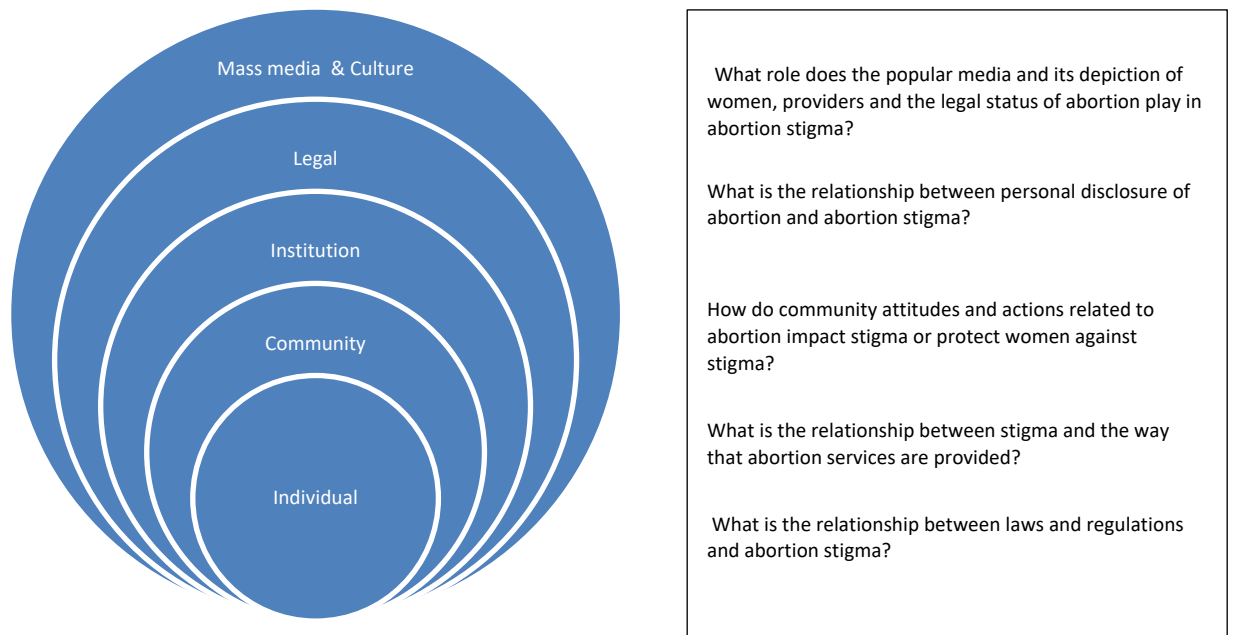 Mass media & Culture
Legal
Institution
Community
Individual
What role does the popular media and its depiction of
women, providers and the legal status of abortion play in
abortion stigma?
What is the relationship between personal disclosure of
abortion and abortion stigma?
How do community attitudes and actions related to
abortion impact stigma or protect women against
stigma?
What is the relationship between stigma and the way
that abortion services are provided?
What is the relationship between laws and regulations
and abortion stigma?